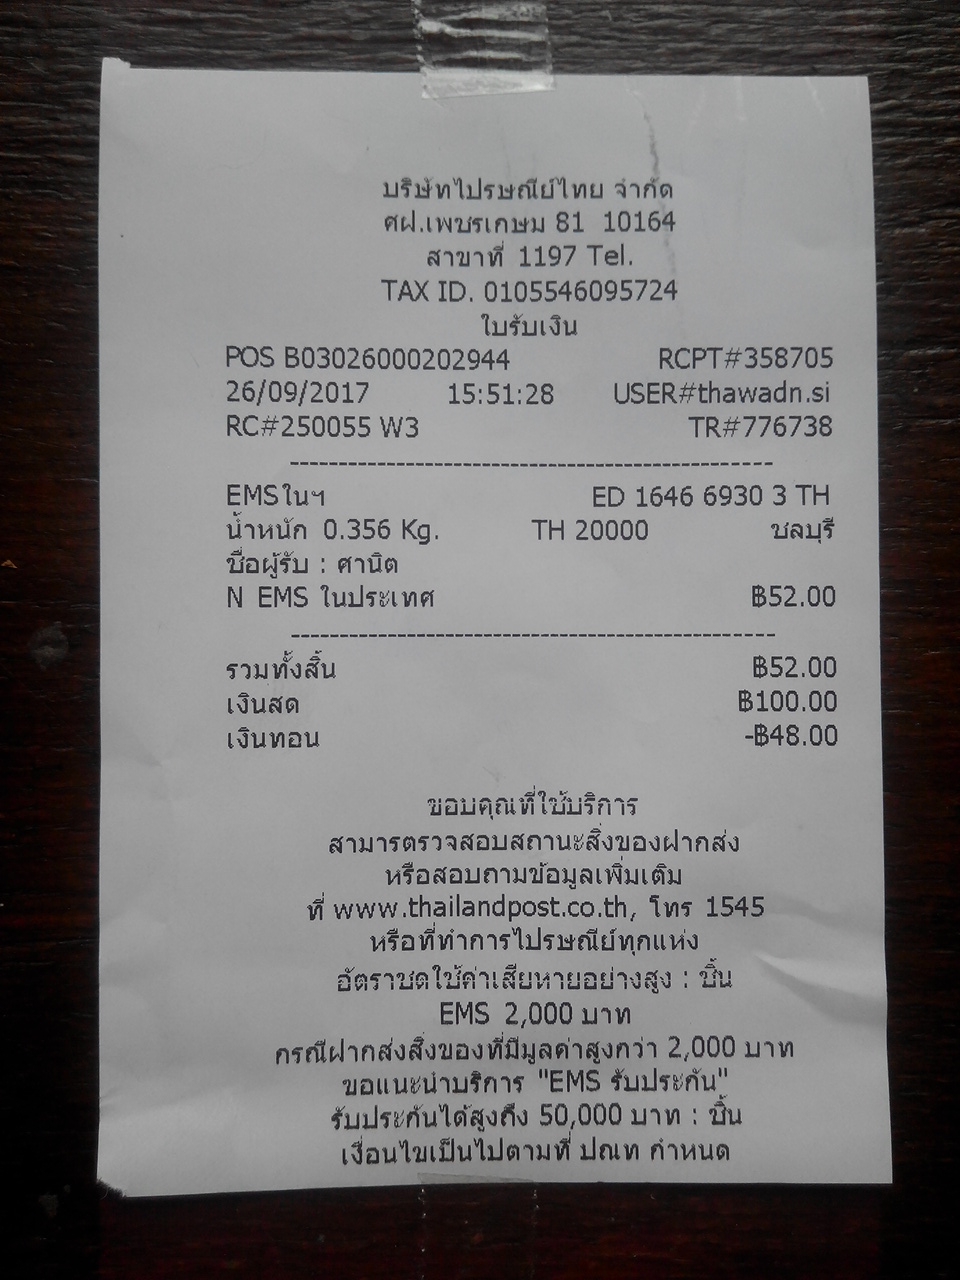 บริษัทไปรษณีย์ไทย จำกัด
ศฝ.เพชรเกษม 81 10164
สาขาที่ 1197 Tel.
TAX ID. 0105546095724
ใบรับเงิน
POS B03026000202944 RCPT#358705
26/09/2017 15:51:28 USER#thawadn.si
RC#250055 W3 TR#776738
--------------------------------------------------
EMSในฯ ED 1646 6930 3 TH
น้ำหนัก 0.356 Kg. TH 20000 ชลบุรี
ชื่อผู้รับ : ศานิต
N EMS ในประเทศ ฿52.00
--------------------------------------------------
รวมทั้งสิ้น ฿52.00
เงินสด ฿100.00
เงินทอน -฿48.00
ขอบคุณที่ใช้บริการ
สามารตรวจสอบสถานะสิ่งของฝากส่ง
หรือสอบถามข้อมูลเพิ่มเติม
ที่ www.thailandpost.co.th, โทร 1545
หรือที่ทำการไปรษณีย์ทุกแห่ง
อัตราชดใช้ค่าเสียหายอย่างสูง : ชิ้น
EMS 2,000 บาท
กรณีฝากส่งสิ่งของที่มีมูลค่าสูงกว่า 2,000 บาท
ขอแนะนำบริการ "EMS รับประกัน"
รับประกันได้สูงถึง 50,000 บาท : ชิ้น
เงื่อนไขเป็นไปตามที่ ปณท กำหนด